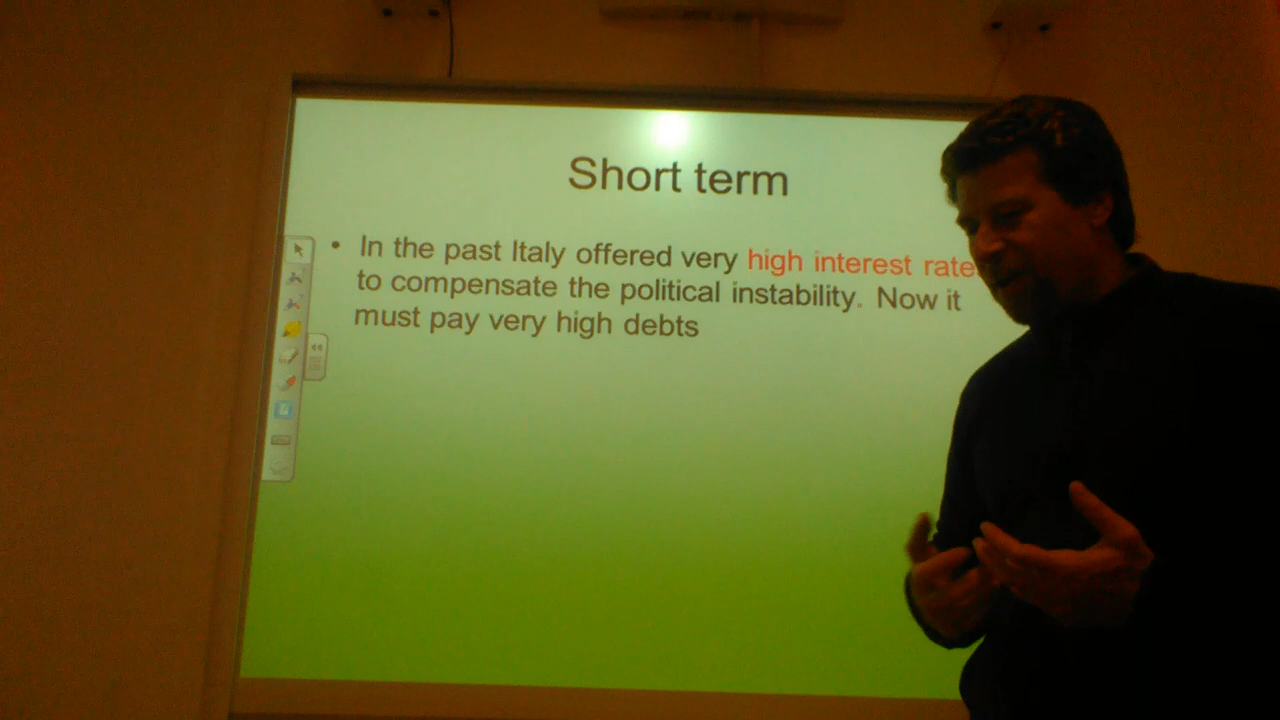 Short term
• In the past Italy offered very high interest rate
to compensate the political instability. Now it
must pay very high debts